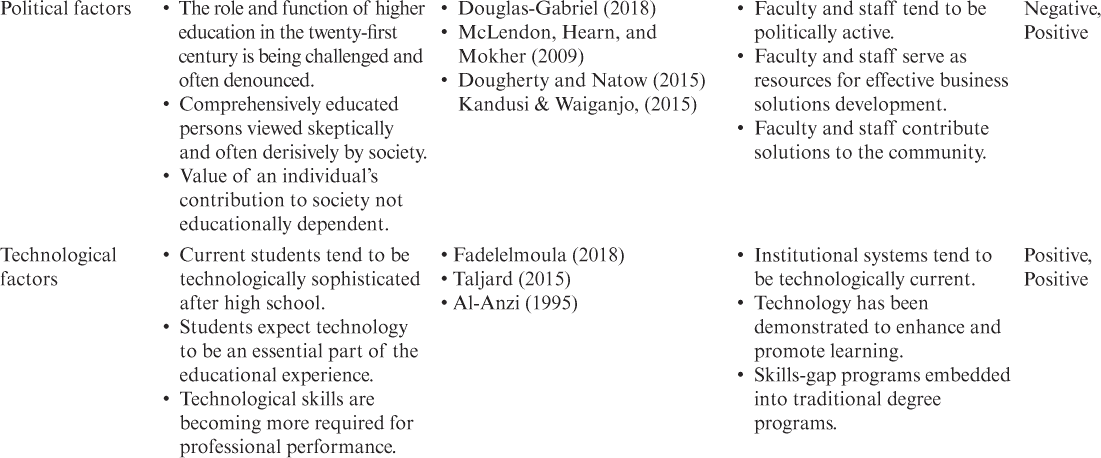 Political factors
• The role and function of higher
education in the twenty-first
century is being challenged and
often denounced.
• Comprehensively educated
persons viewed skeptically
and often derisively by society.
• Value of an individual’s
contribution to society not
educationally dependent.
• Douglas-Gabriel (2018)
• McLendon, Hearn, and
Mokher (2009)
• Dougherty and Natow (2015)
Kandusi & Waiganjo, (2015)
• Faculty and staff tend to be
politically active.
• Faculty and staff serve as
resources for effective business
solutions development.
• Faculty and staff contribute
solutions to the community.
Negative,
Positive
Technological
factors
• Current students tend to be
technologically sophisticated
after high school.
• Students expect technology
to be an essential part of the
educational experience.
• Technological skills are
becoming more required for
professional performance.
• Fadelelmoula (2018)
• Taljard (2015)
• Al-Anzi (1995)
• Institutional systems tend to
be technologically current.
• Technology has been
demonstrated to enhance and
promote learning.
• Skills-gap programs embedded
into traditional degree
programs.
Positive,
Positive